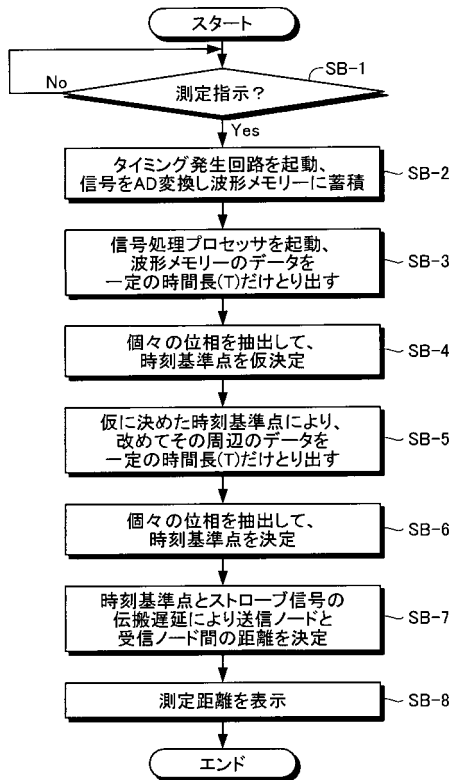 スタート
SB-1
No
測定指示？
Yes
タイミング発生回路を起動、
信号をAD変換し波形メモリーに蓄積
SB-2
信号処理プロセッサを起動、
波形メモリーのデータを
一定の時間長(T)だけとり出す
SB-3
個々の位相を抽出して、
時刻基準点を仮決定
SB-4
仮に決めた時刻基準点により、
改めてその周辺のデータを
一定の時間長(T)だけとり出す
SB-5
個々の位相を抽出して、
時刻基準点を決定
SB-6
時刻基準点とストローブ信号の
伝搬遅延により送信ノードと
受信ノード間の距離を決定
SB-7
測定距離を表示
SB-8
エンド